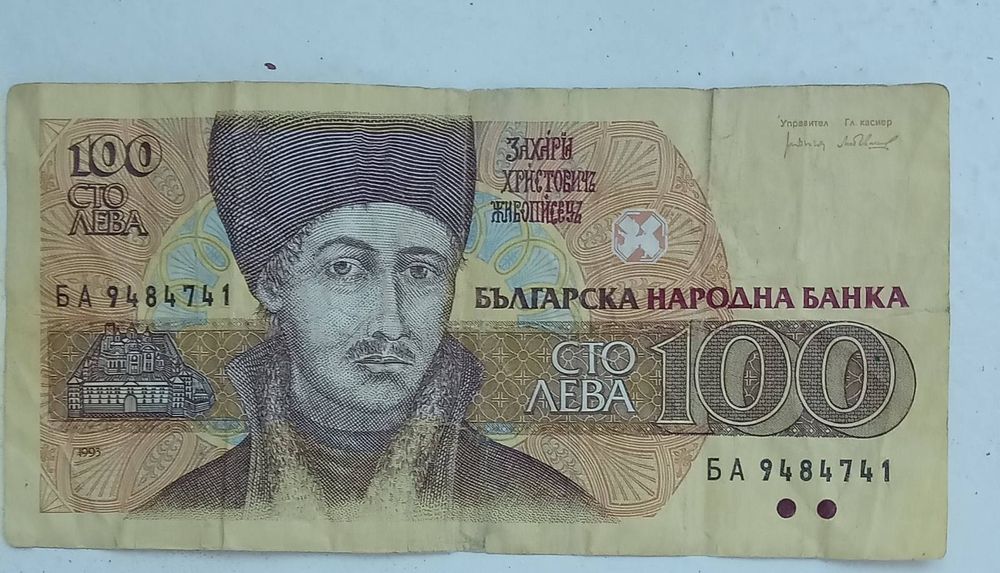 100
СТО
ЛЕВА
ЗАХАРЙ
ХРИСТОВИЧЪ
ЖИВОПИСЕЦЪ
Управител Гл. касиер
БА 9484741
БЪЛГАРСКА НАРОДНА БАНКА
СТО
ЛЕВА
100
1993
БА 9484741